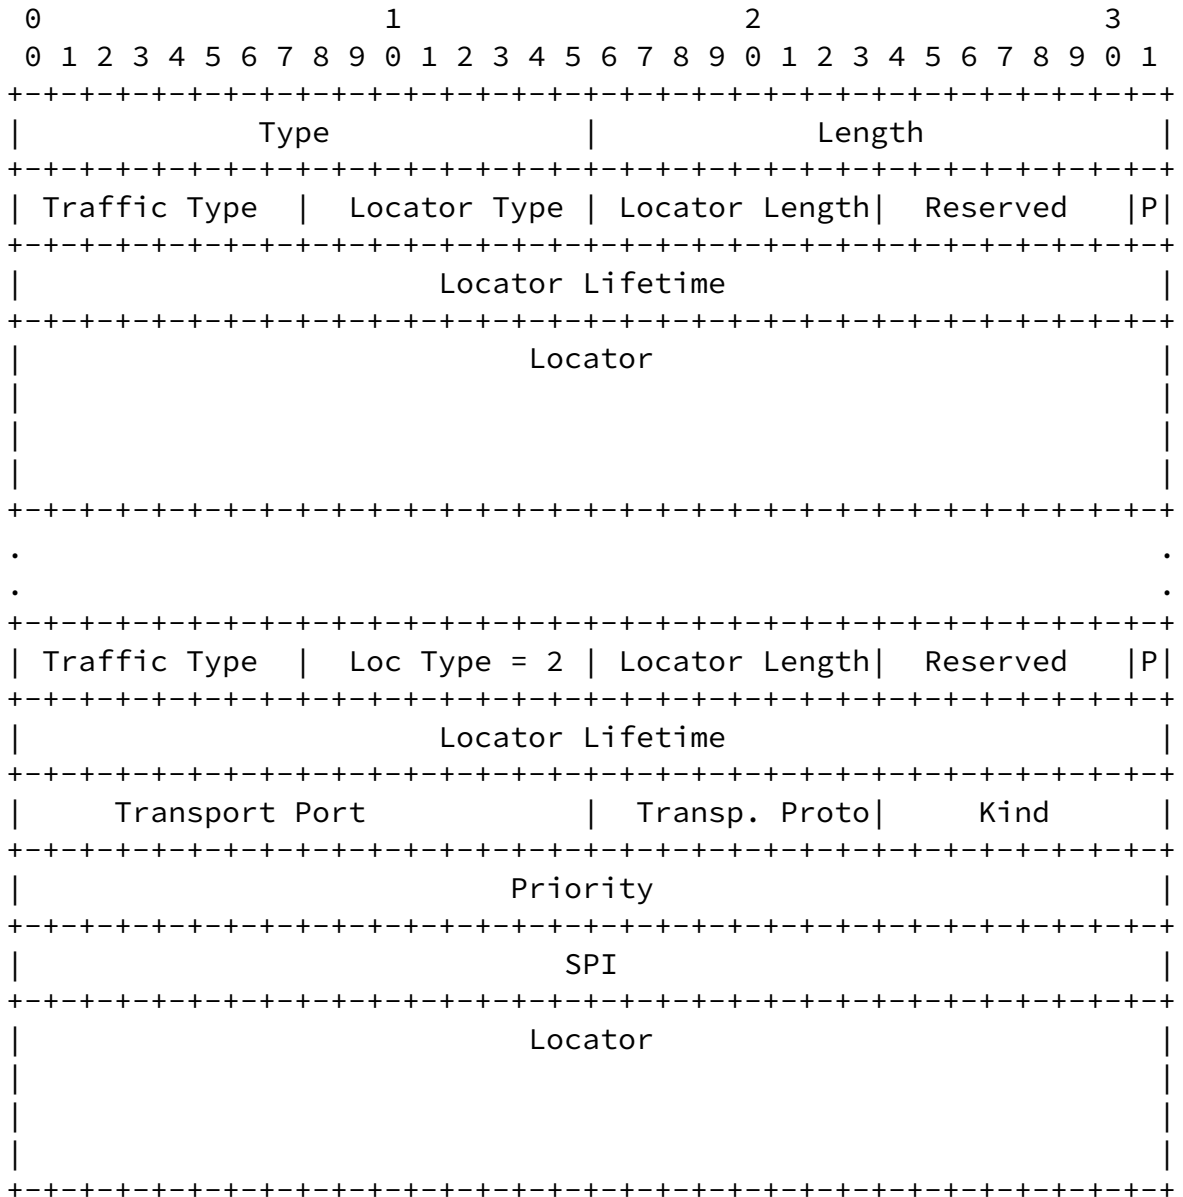 0                   1                   2                   3
 0 1 2 3 4 5 6 7 8 9 0 1 2 3 4 5 6 7 8 9 0 1 2 3 4 5 6 7 8 9 0 1
+-+-+-+-+-+-+-+-+-+-+-+-+-+-+-+-+-+-+-+-+-+-+-+-+-+-+-+-+-+-+-+-+
|             Type              |            Length             |
+-+-+-+-+-+-+-+-+-+-+-+-+-+-+-+-+-+-+-+-+-+-+-+-+-+-+-+-+-+-+-+-+
| Traffic Type  |  Locator Type | Locator Length|  Reserved   |P|
+-+-+-+-+-+-+-+-+-+-+-+-+-+-+-+-+-+-+-+-+-+-+-+-+-+-+-+-+-+-+-+-+
|                       Locator Lifetime                        |
+-+-+-+-+-+-+-+-+-+-+-+-+-+-+-+-+-+-+-+-+-+-+-+-+-+-+-+-+-+-+-+-+
|                            Locator                            |
|                                                               |
|                                                               |
|                                                               |
+-+-+-+-+-+-+-+-+-+-+-+-+-+-+-+-+-+-+-+-+-+-+-+-+-+-+-+-+-+-+-+-+
.                                                               .
.                                                               .
+-+-+-+-+-+-+-+-+-+-+-+-+-+-+-+-+-+-+-+-+-+-+-+-+-+-+-+-+-+-+-+-+
| Traffic Type  |  Loc Type = 2 | Locator Length|  Reserved   |P|
+-+-+-+-+-+-+-+-+-+-+-+-+-+-+-+-+-+-+-+-+-+-+-+-+-+-+-+-+-+-+-+-+
|                       Locator Lifetime                        |
+-+-+-+-+-+-+-+-+-+-+-+-+-+-+-+-+-+-+-+-+-+-+-+-+-+-+-+-+-+-+-+-+
|     Transport Port            |  Transp. Proto|     Kind      |
+-+-+-+-+-+-+-+-+-+-+-+-+-+-+-+-+-+-+-+-+-+-+-+-+-+-+-+-+-+-+-+-+
|                           Priority                            |
+-+-+-+-+-+-+-+-+-+-+-+-+-+-+-+-+-+-+-+-+-+-+-+-+-+-+-+-+-+-+-+-+
|                              SPI                              |
+-+-+-+-+-+-+-+-+-+-+-+-+-+-+-+-+-+-+-+-+-+-+-+-+-+-+-+-+-+-+-+-+
|                            Locator                            |
|                                                               |
|                                                               |
|                                                               |
+-+-+-+-+-+-+-+-+-+-+-+-+-+-+-+-+-+-+-+-+-+-+-+-+-+-+-+-+-+-+-+-+